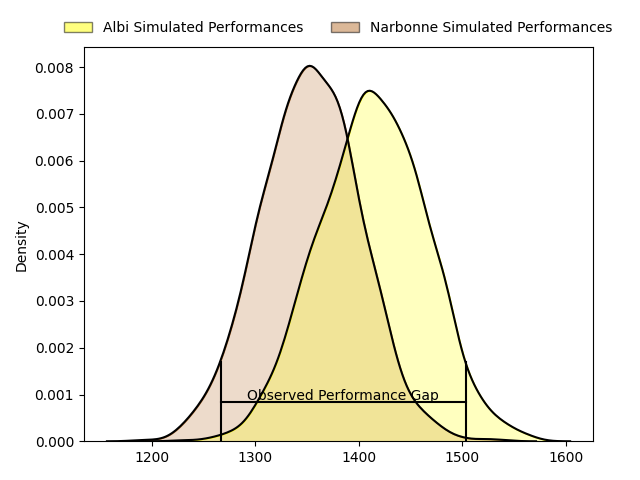 Albi Simulated Performances Narbonne Simulated Performances
0.008
0.007
0.006
0.005
0.004
0.003
0.002
0.001
0.000
Density
Observed Performance Gap
1200 1300 1400 1500 1600